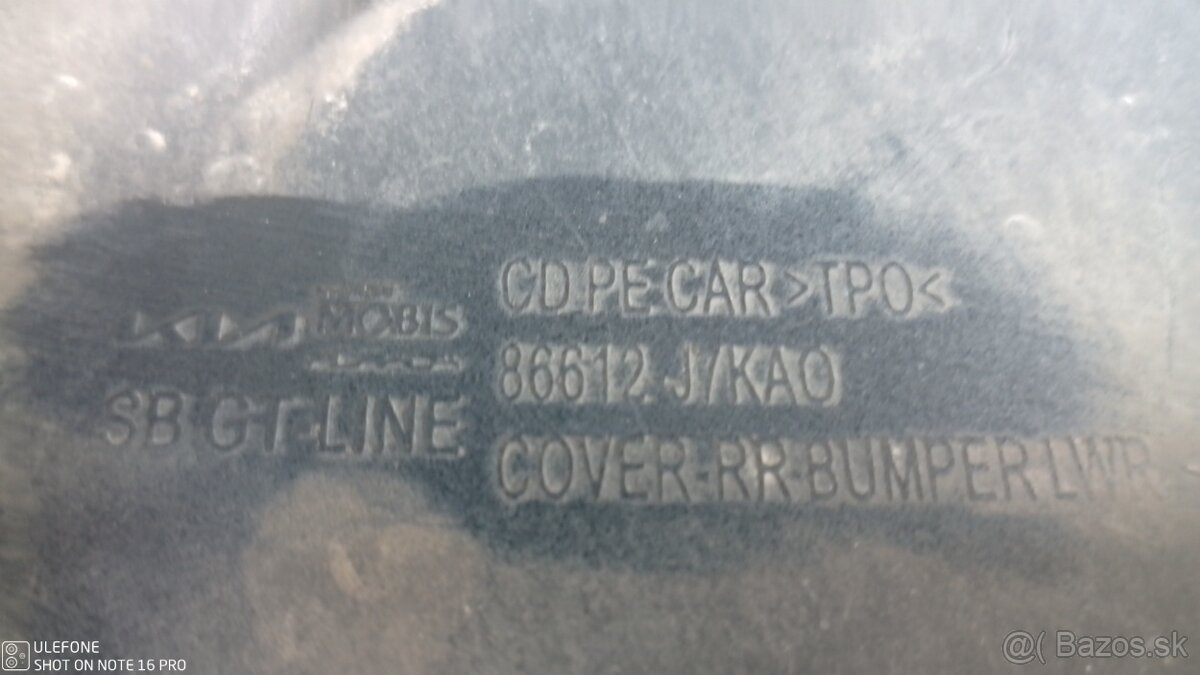 CD PE CAR >TPO<
KIA MOBIS
86612 J7KA0
SB GT-LINE
COVER-RR-BUMPER LWR
ULEFONE
SHOT ON NOTE 16 PRO
@( Bazos.sk